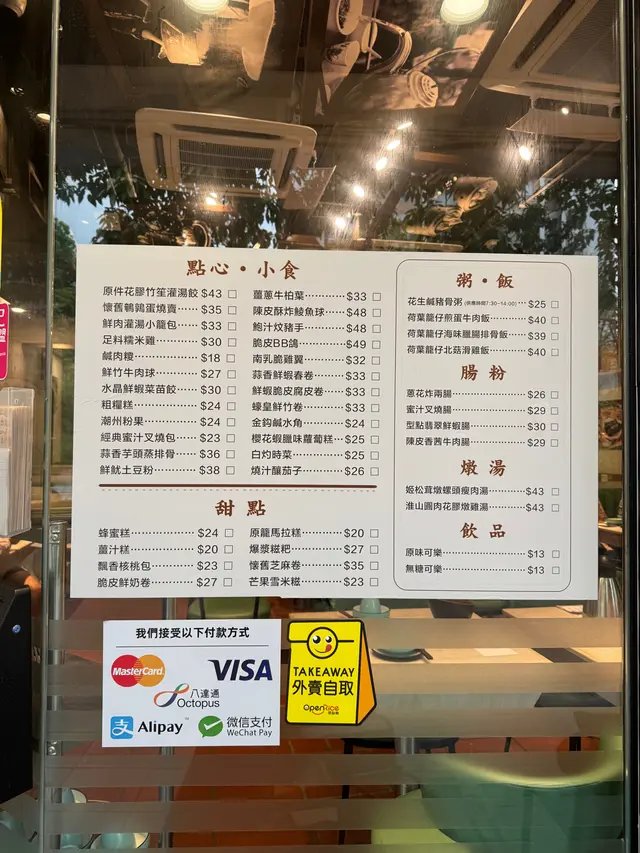 點心・小食
原件花膠竹笙灌湯餃 $43
懷舊鵪鶉蛋燒賣 $35
鮮肉灌湯小籠包 $33
足料糯米雞 $30
鹹肉糭 $18
鮮竹牛肉球 $27
水晶鮮蝦菜苗餃 $30
粗糧糕 $24
潮州粉果 $24
經典蜜汁叉燒包 $23
蒜香芋頭蒸排骨 $36
鮮魷土豆粉 $38
薑蔥牛柏葉 $33
陳皮酥炸鯪魚球 $48
鮑汁炆豬手 $48
脆皮BB鴿 $49
南乳脆雞翼 $32
蒜香鮮蝦春卷 $33
鮮蝦脆皮腐皮卷 $33
蠔皇鮮竹卷 $33
金鈎鹹水角 $24
櫻花蝦臘味蘿蔔糕 $25
白灼時菜 $25
燒汁釀茄子 $26
甜點
蜂蜜糕 $24
薑汁糕 $20
飄香核桃包 $23
脆皮鮮奶卷 $27
原籠馬拉糕 $20
爆漿糍粑 $27
懷舊芝麻卷 $35
芒果雪米糍 $23
粥・飯
花生鹹豬骨粥 (供應時間7:30-14:00) $25
荷葉籠仔煎蛋牛肉飯 $40
荷葉籠仔海味臘腸排骨飯 $39
荷葉籠仔北菇滑雞飯 $40
腸粉
蔥花炸兩腸 $26
蜜汁叉燒腸 $29
型點翡翠鮮蝦腸 $30
陳皮香茜牛肉腸 $29
燉湯
姬松茸燉螺頭瘦肉湯 $43
淮山圓肉花膠燉雞湯 $43
飲品
原味可樂 $13
無糖可樂 $13
我們接受以下付款方式
MasterCard
VISA
八達通
Octopus
支 Alipay
微信支付
WeChat Pay
TAKEAWAY
外賣自取
OpenRice